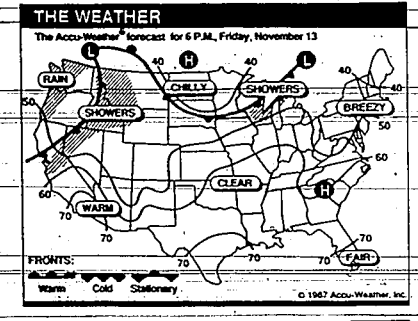 THE WEATHER
The Accu-Weather® forecast for 6 P.M., Friday, November 13
L
40
H
40
L
40
40
RAIN
CHILLY
SHOWERS
50
SHOWERS
BREEZY
50
60
60
70
WARM
70
CLEAR
H
70
70
70
FAIR
FRONTS:
Warm Cold Stationary
© 1987 Accu-Weather, Inc.